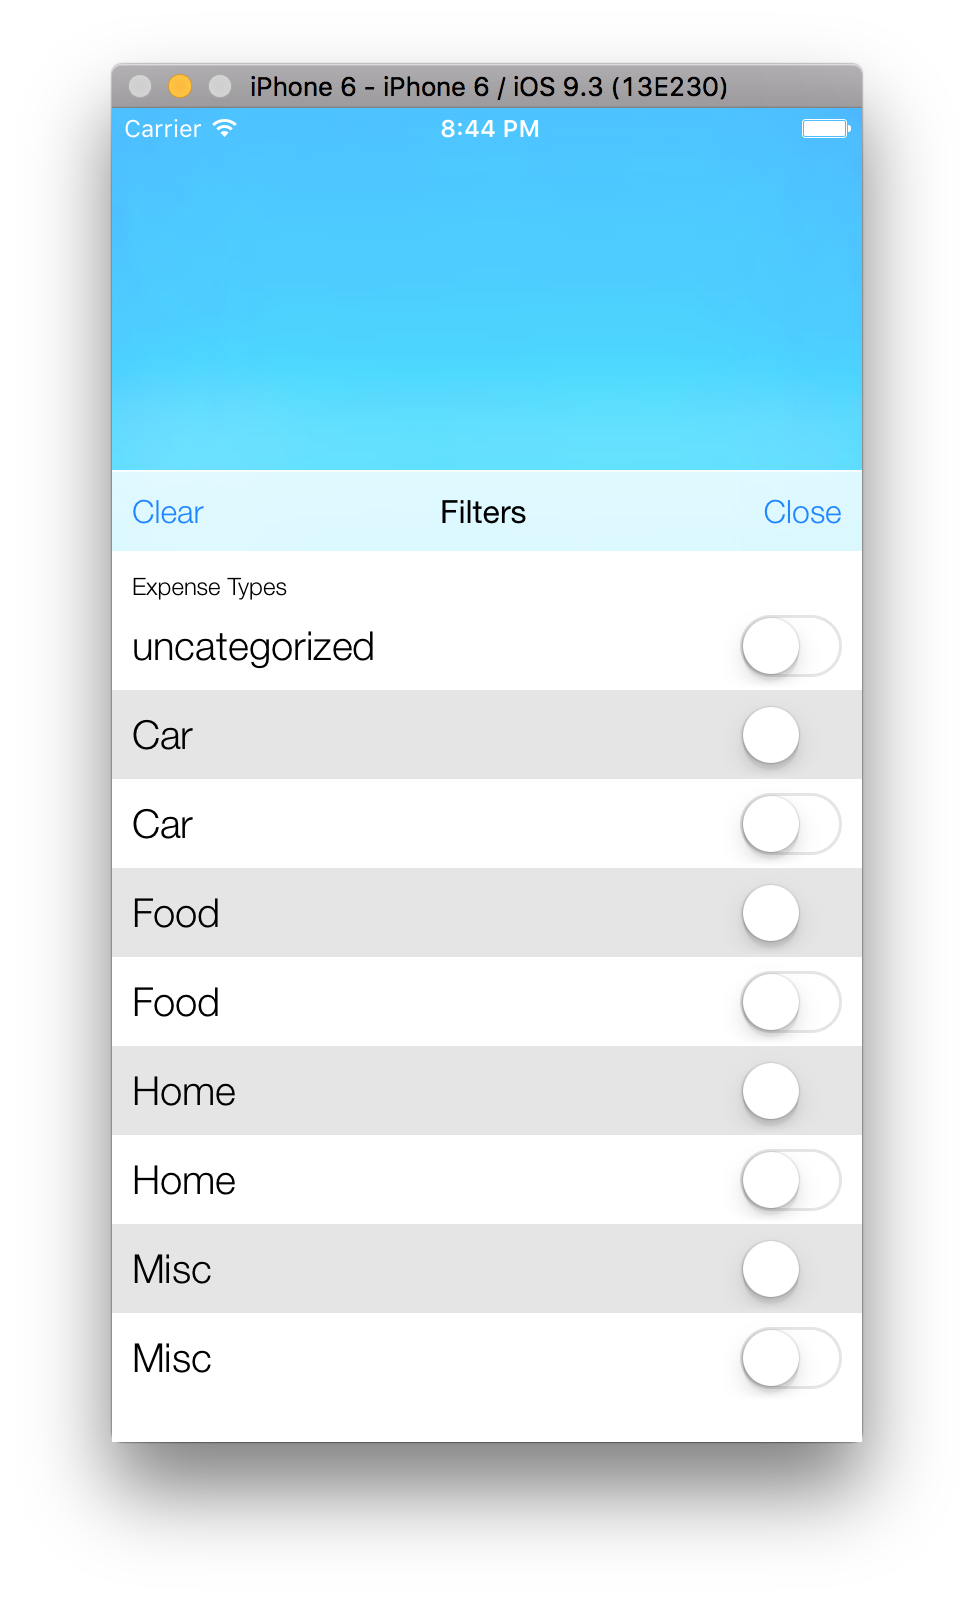 iPhone 6 - iPhone 6 / iOS 9.3 (13E230)
Carrier 8:44 PM
Clear Filters Close
Expense Types
uncategorized
Car
Car
Food
Food
Home
Home
Misc
Misc